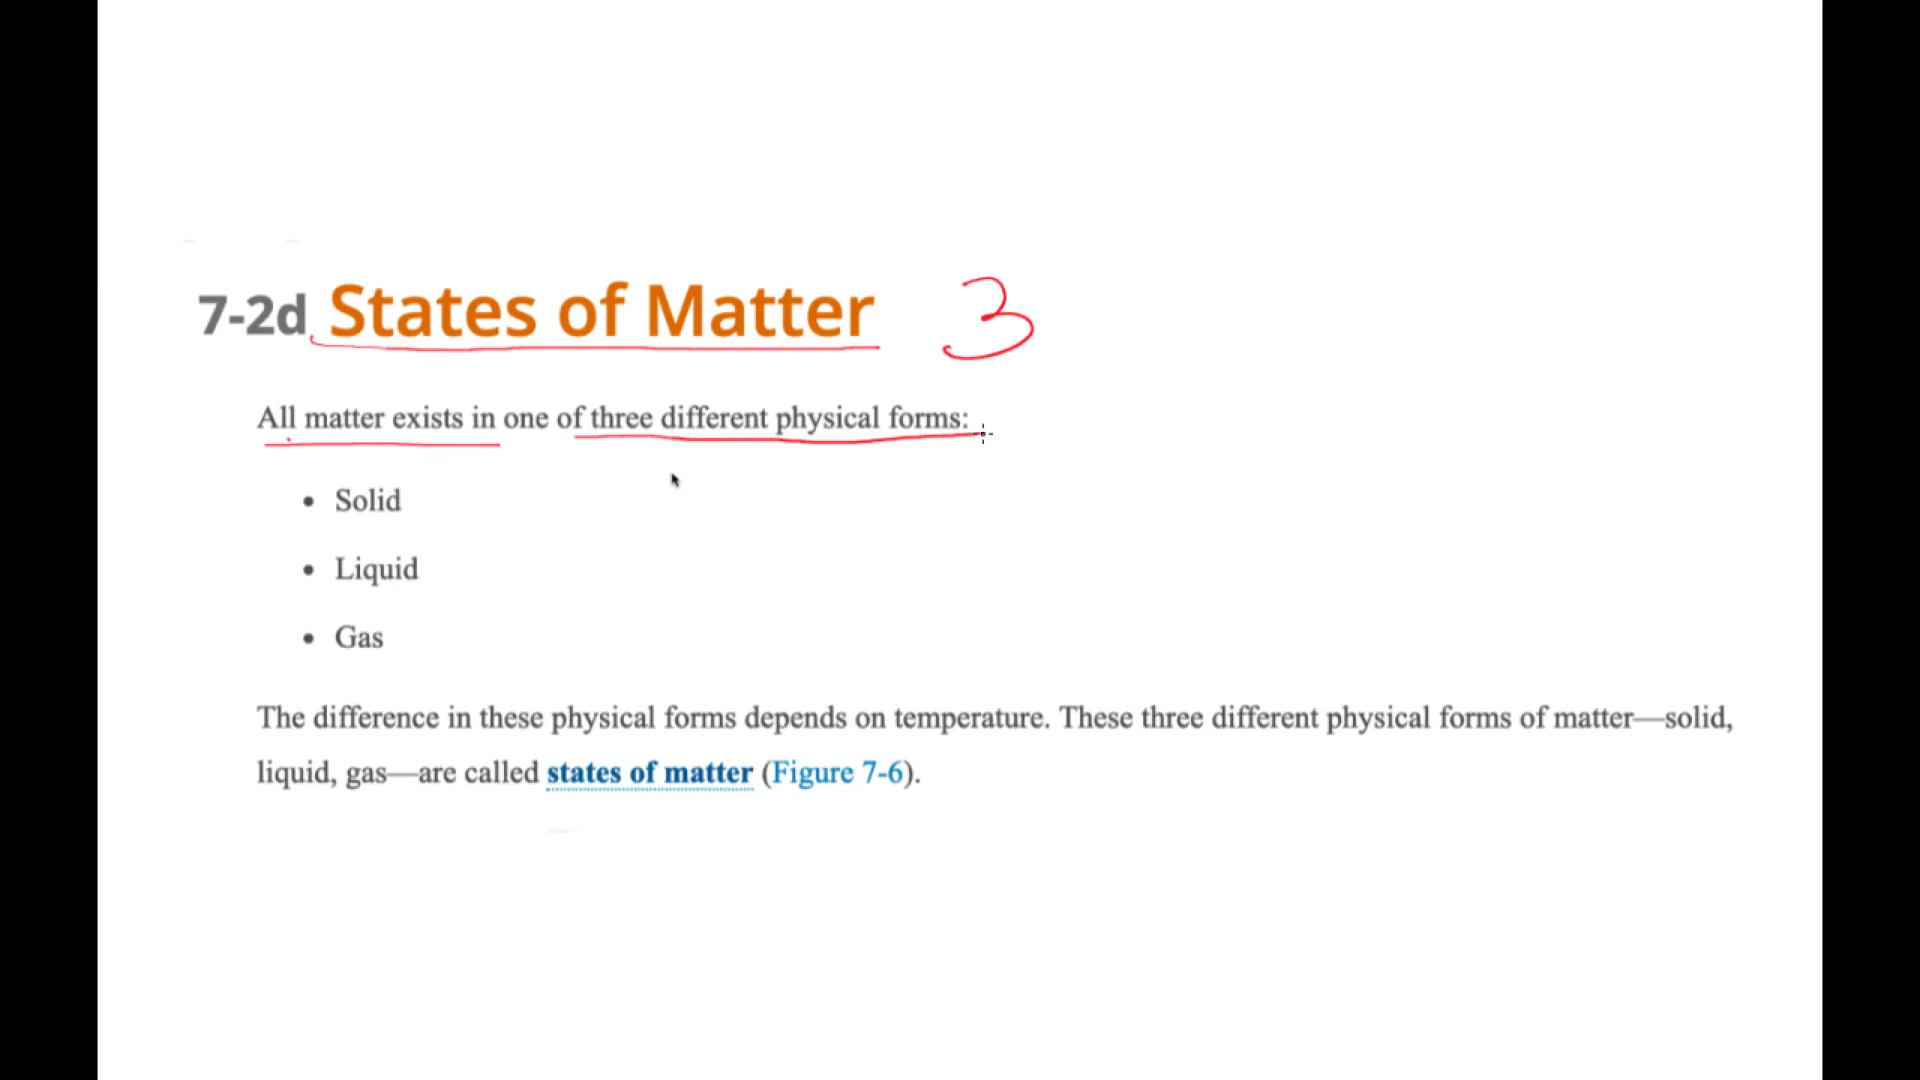 7-2d States of Matter 3
All matter exists in one of three different physical forms:
• Solid
• Liquid
• Gas
The difference in these physical forms depends on temperature. These three different physical forms of matter—solid,
liquid, gas—are called states of matter (Figure 7-6).